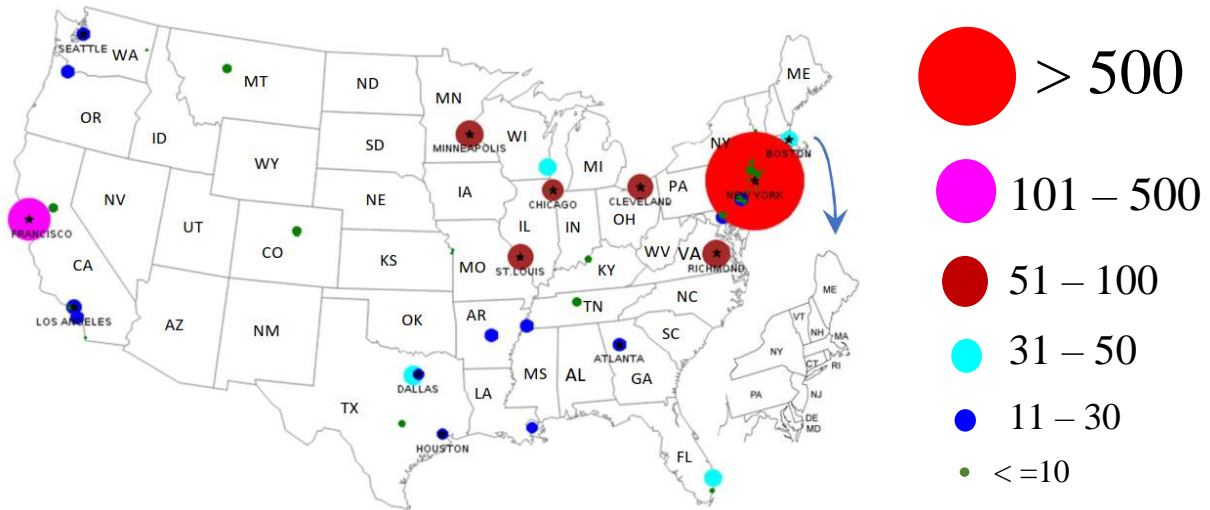 SEATTLE
WA
MT
ND
MN
ME
OR
ID
WY
SD
MINNEAPOLIS
WI
MI
NY
BOSTON
NV
UT
CO
NE
IA
CHICAGO
CLEVELAND
PA
NEW YORK
FRANCISCO
CA
KS
MO
IL
IN
OH
ST.LOUIS
KY
WV
VA
RICHMOND
LOS ANGELES
AZ
NM
OK
AR
TN
NC
SC
ATLANTA
DALLAS
TX
LA
MS
AL
GA
HOUSTON
FL
ME
VT
NH
MA
NY
CT
RI
PA
NJ
DE
MD
> 500
101 – 500
51 – 100
31 – 50
11 – 30
< =10